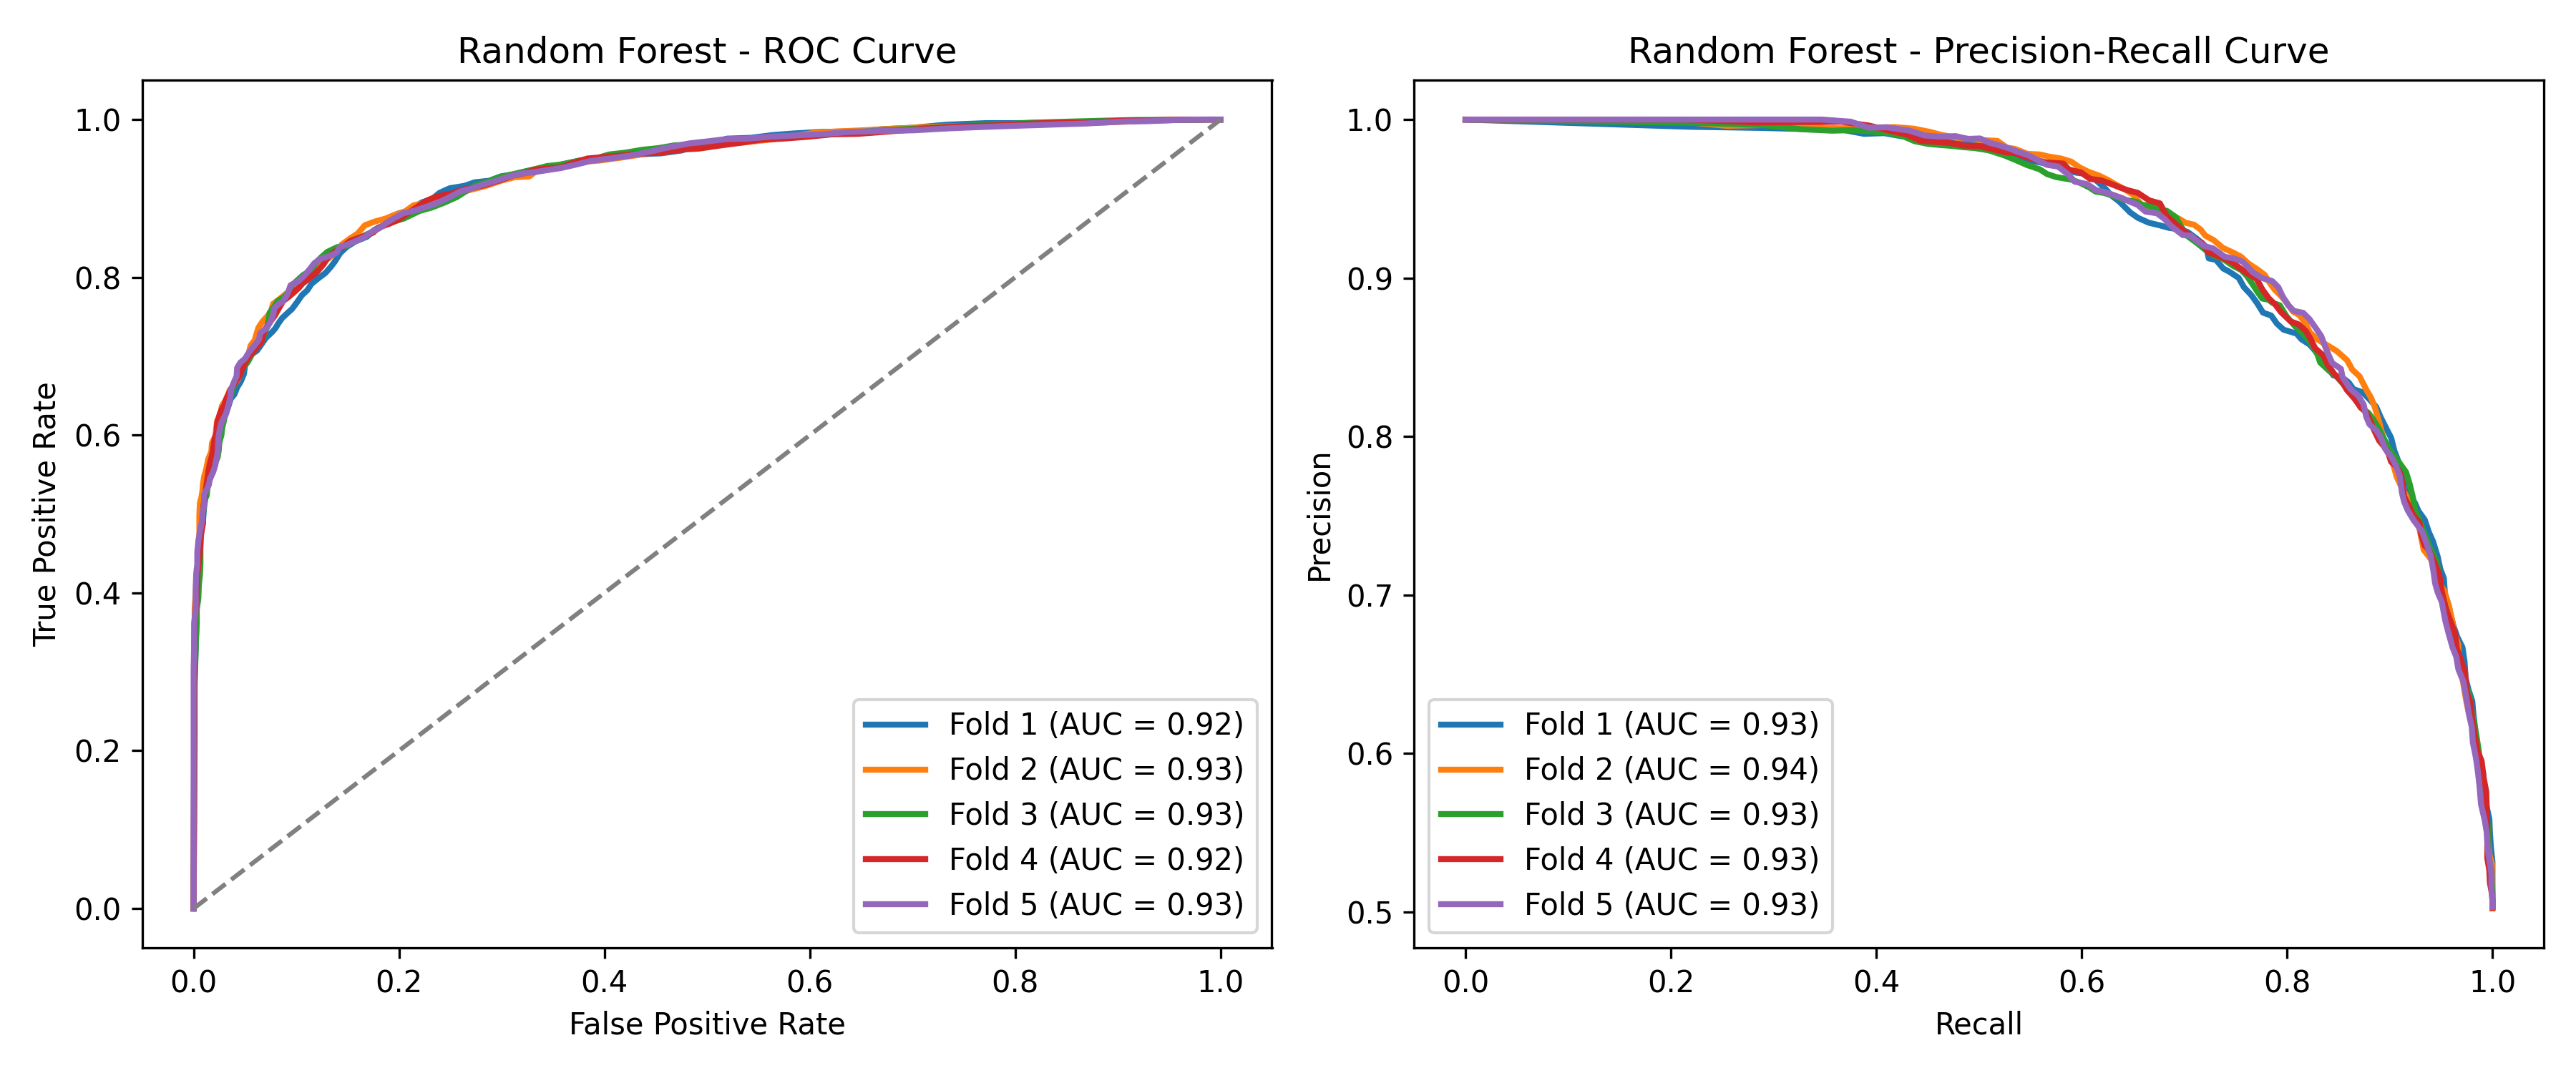 Random Forest - ROC Curve
True Positive Rate
1.0
0.8
0.6
0.4
0.2
0.0
0.0 0.2 0.4 0.6 0.8 1.0
False Positive Rate
Fold 1 (AUC = 0.92)
Fold 2 (AUC = 0.93)
Fold 3 (AUC = 0.93)
Fold 4 (AUC = 0.92)
Fold 5 (AUC = 0.93)
Random Forest - Precision-Recall Curve
Precision
1.0
0.9
0.8
0.7
0.6
0.5
0.0 0.2 0.4 0.6 0.8 1.0
Recall
Fold 1 (AUC = 0.93)
Fold 2 (AUC = 0.94)
Fold 3 (AUC = 0.93)
Fold 4 (AUC = 0.93)
Fold 5 (AUC = 0.93)